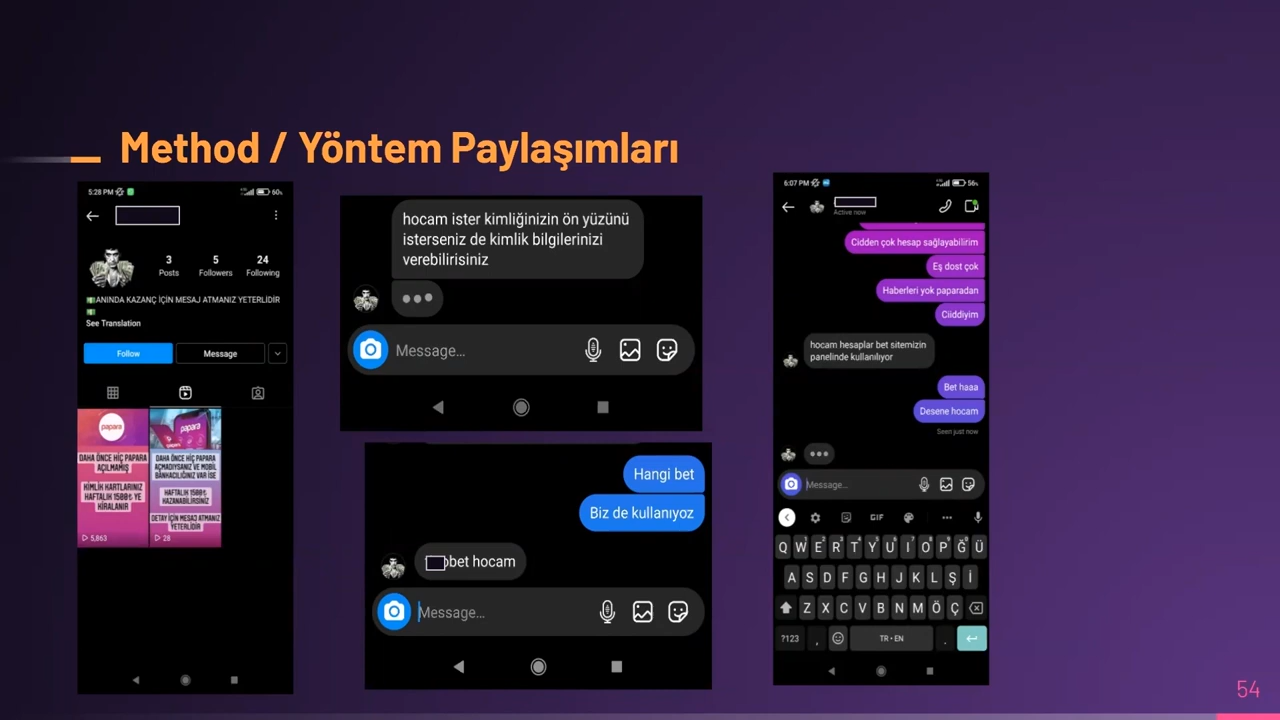 Method / Yöntem Paylaşımları
5:28 PM
60%
3
5
24
Posts
Followers
Following
ANINDA KAZANÇ İÇİN MESAJ ATMANIZ YETERLİDİR
See Translation
Follow
Message
papara
DAHA ÖNCE HİÇ PAPARA
AÇILMAMIŞ
KİMLİK KARTLARINIZ
HAFTALIK 1500₺ YE
KİRALANIR
5,863
papara
DAHA ÖNCE HİÇ PAPARA
AÇMADIYSANIZ VE MOBİL
BANKACILIĞINIZ VAR İSE
HAFTALIK 1500₺
KAZANABİLİRSİNİZ
DETAY İÇİN MESAJ ATMANIZ
YETERLİDİR
28
hocam ister kimliğinizin ön yüzünü
isterseniz de kimlik bilgilerinizi
verebilirisiniz
Message...
Hangi bet
Biz de kullanıyoz
bet hocam
Message...
6:07 PM
56%
Active now
Cidden çok hesap sağlayabilirim
Eş dost çok
Haberleri yok paparadan
Ciiddiyim
hocam hesaplar bet sitemizin
panelinde kullanılıyor
Bet haaa
Desene hocam
Seen just now
Message...
GIF
Q W E R T Y U I O P Ğ Ü
A S D F G H J K L Ş İ
Z X C V B N M Ö Ç
?123 , TR • EN .
54